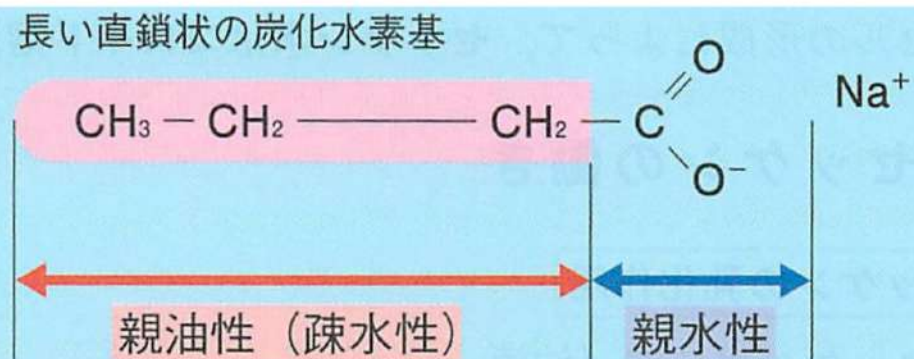 長い直鎖状の炭化水素基
O
CH₃ − CH₂ ——— CH₂ − C Na⁺
O⁻
親油性（疎水性） 親水性